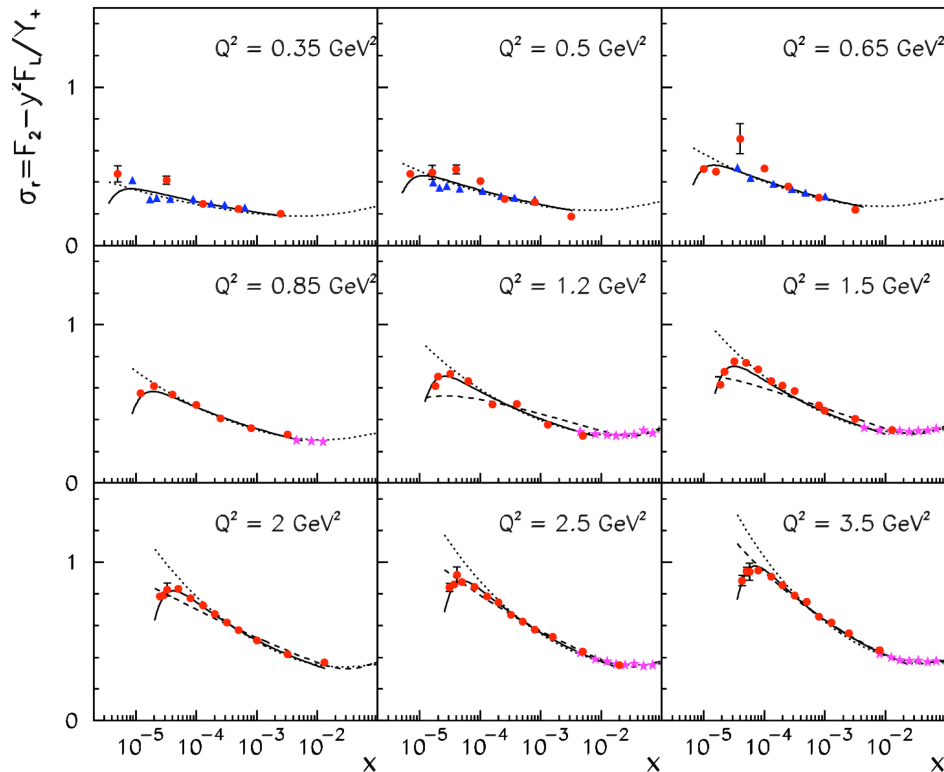 σᵣ=F₂−y²F_L/Y₊
Q² = 0.35 GeV²
Q² = 0.5 GeV²
Q² = 0.65 GeV²
1
0
Q² = 0.85 GeV²
Q² = 1.2 GeV²
Q² = 1.5 GeV²
1
0
Q² = 2 GeV²
Q² = 2.5 GeV²
Q² = 3.5 GeV²
1
0
10⁻⁵ 10⁻⁴ 10⁻³ 10⁻² 10⁻⁵ 10⁻⁴ 10⁻³ 10⁻² 10⁻⁵ 10⁻⁴ 10⁻³ 10⁻²
x x x